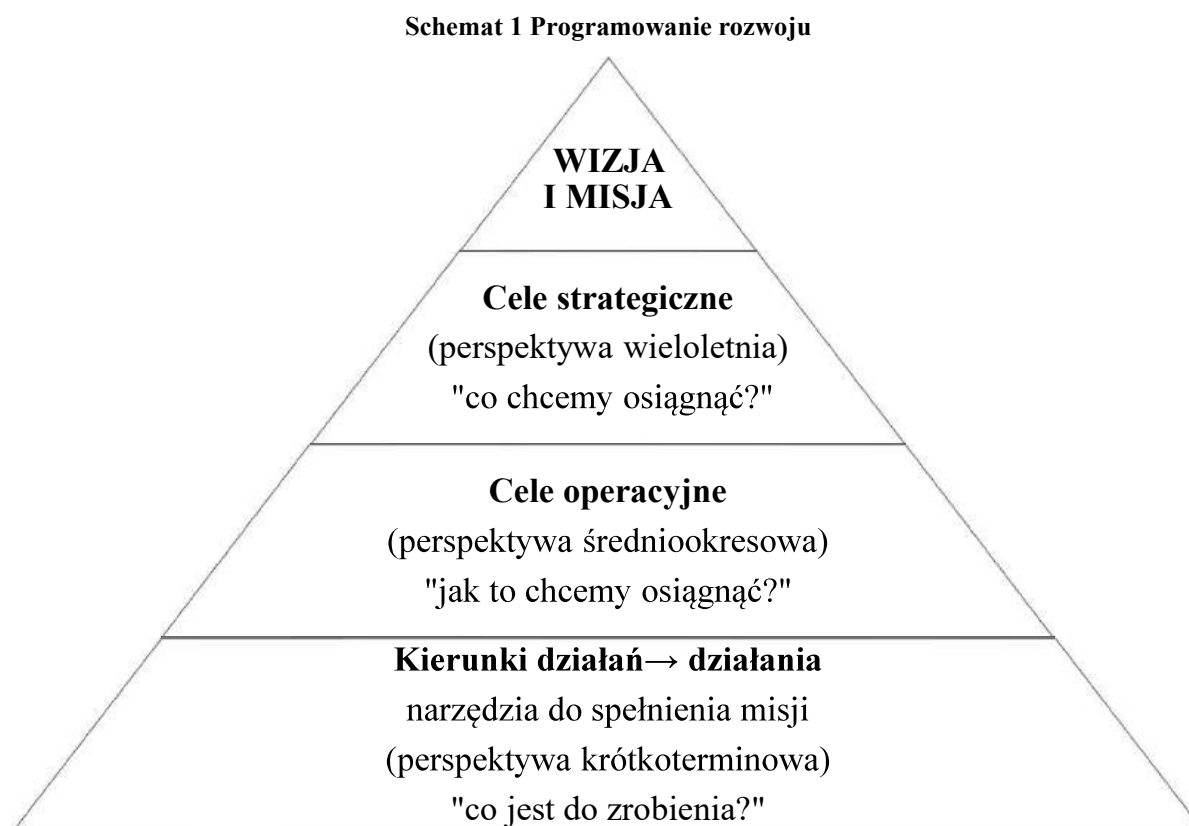 Schemat 1 Programowanie rozwoju
WIZJA
I MISJA
Cele strategiczne
(perspektywa wieloletnia)
"co chcemy osiągnąć?"
Cele operacyjne
(perspektywa średniookresowa)
"jak to chcemy osiągnąć?"
Kierunki działań→ działania
narzędzia do spełnienia misji
(perspektywa krótkoterminowa)
"co jest do zrobienia?"